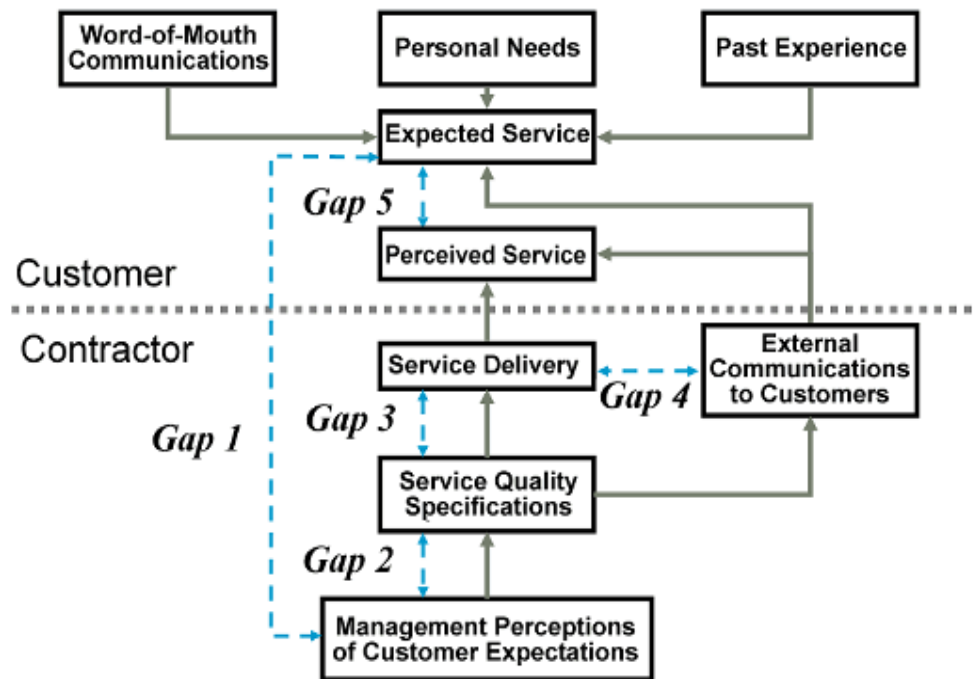 Word-of-Mouth
Communications
Personal Needs
Past Experience
Expected Service
Gap 5
Perceived Service
Customer
Contractor
Service Delivery
External
Communications
to Customers
Gap 4
Gap 3
Gap 1
Service Quality
Specifications
Gap 2
Management Perceptions
of Customer Expectations